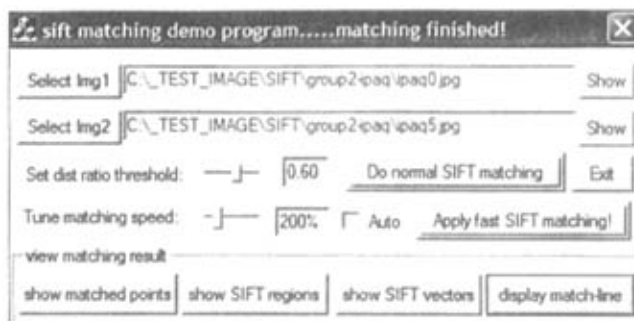 sift matching demo program.....matching finished!
Select Img1 C:\_TEST_IMAGE\SIFT\group2-ipaq\ipaq0.jpg Show
Select Img2 C:\_TEST_IMAGE\SIFT\group2-ipaq\ipaq5.jpg Show
Set dist ratio threshold: 0.60 Do normal SIFT matching Exit
Tune matching speed: 200% Auto Apply fast SIFT matching!
view matching result
show matched points show SIFT regions show SIFT vectors display match-line